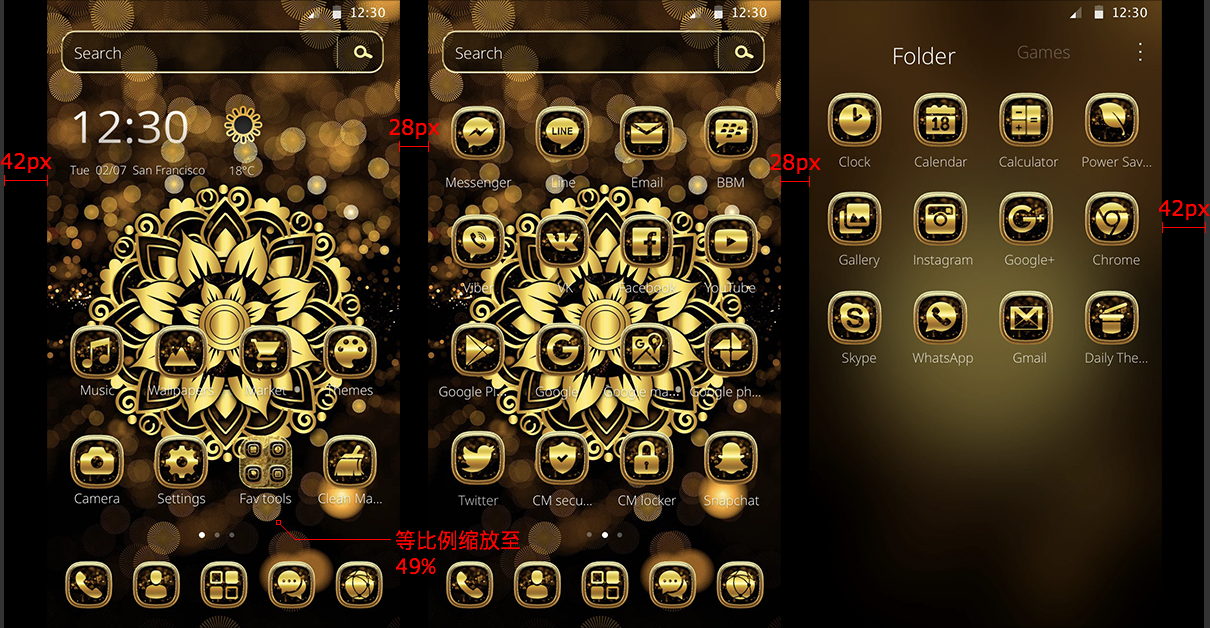 12:30
Search
12:30
Tue 02/07 San Francisco
18°C
Music
Wallpapers
Market
Themes
Camera
Settings
Fav tools
Clean Ma...
42px
28px
12:30
Search
LINE
Messenger
Line
Email
BBM
Viber
VK
Facebook
YouTube
Google Pl...
Google
Google ma...
Google ph...
Twitter
CM secu...
CM locker
Snapchat
等比例缩放至
49%
28px
12:30
Folder
Games
18
Clock
Calendar
Calculator
Power Sav...
Gallery
Instagram
Google+
Chrome
Skype
WhatsApp
Gmail
Daily The...
42px